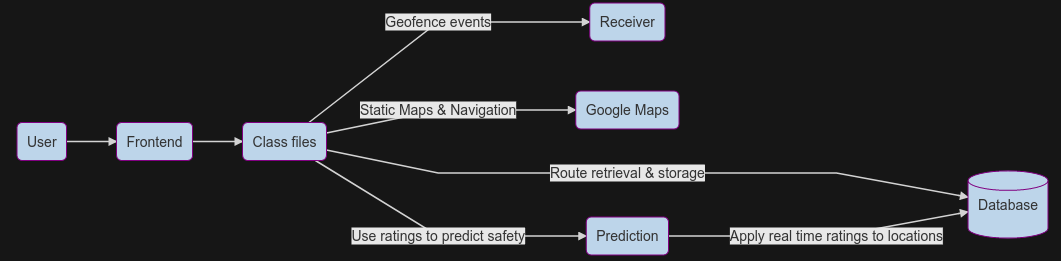 Geofence events
Receiver
Static Maps & Navigation
Google Maps
User
Frontend
Class files
Route retrieval & storage
Database
Use ratings to predict safety
Prediction
Apply real time ratings to locations